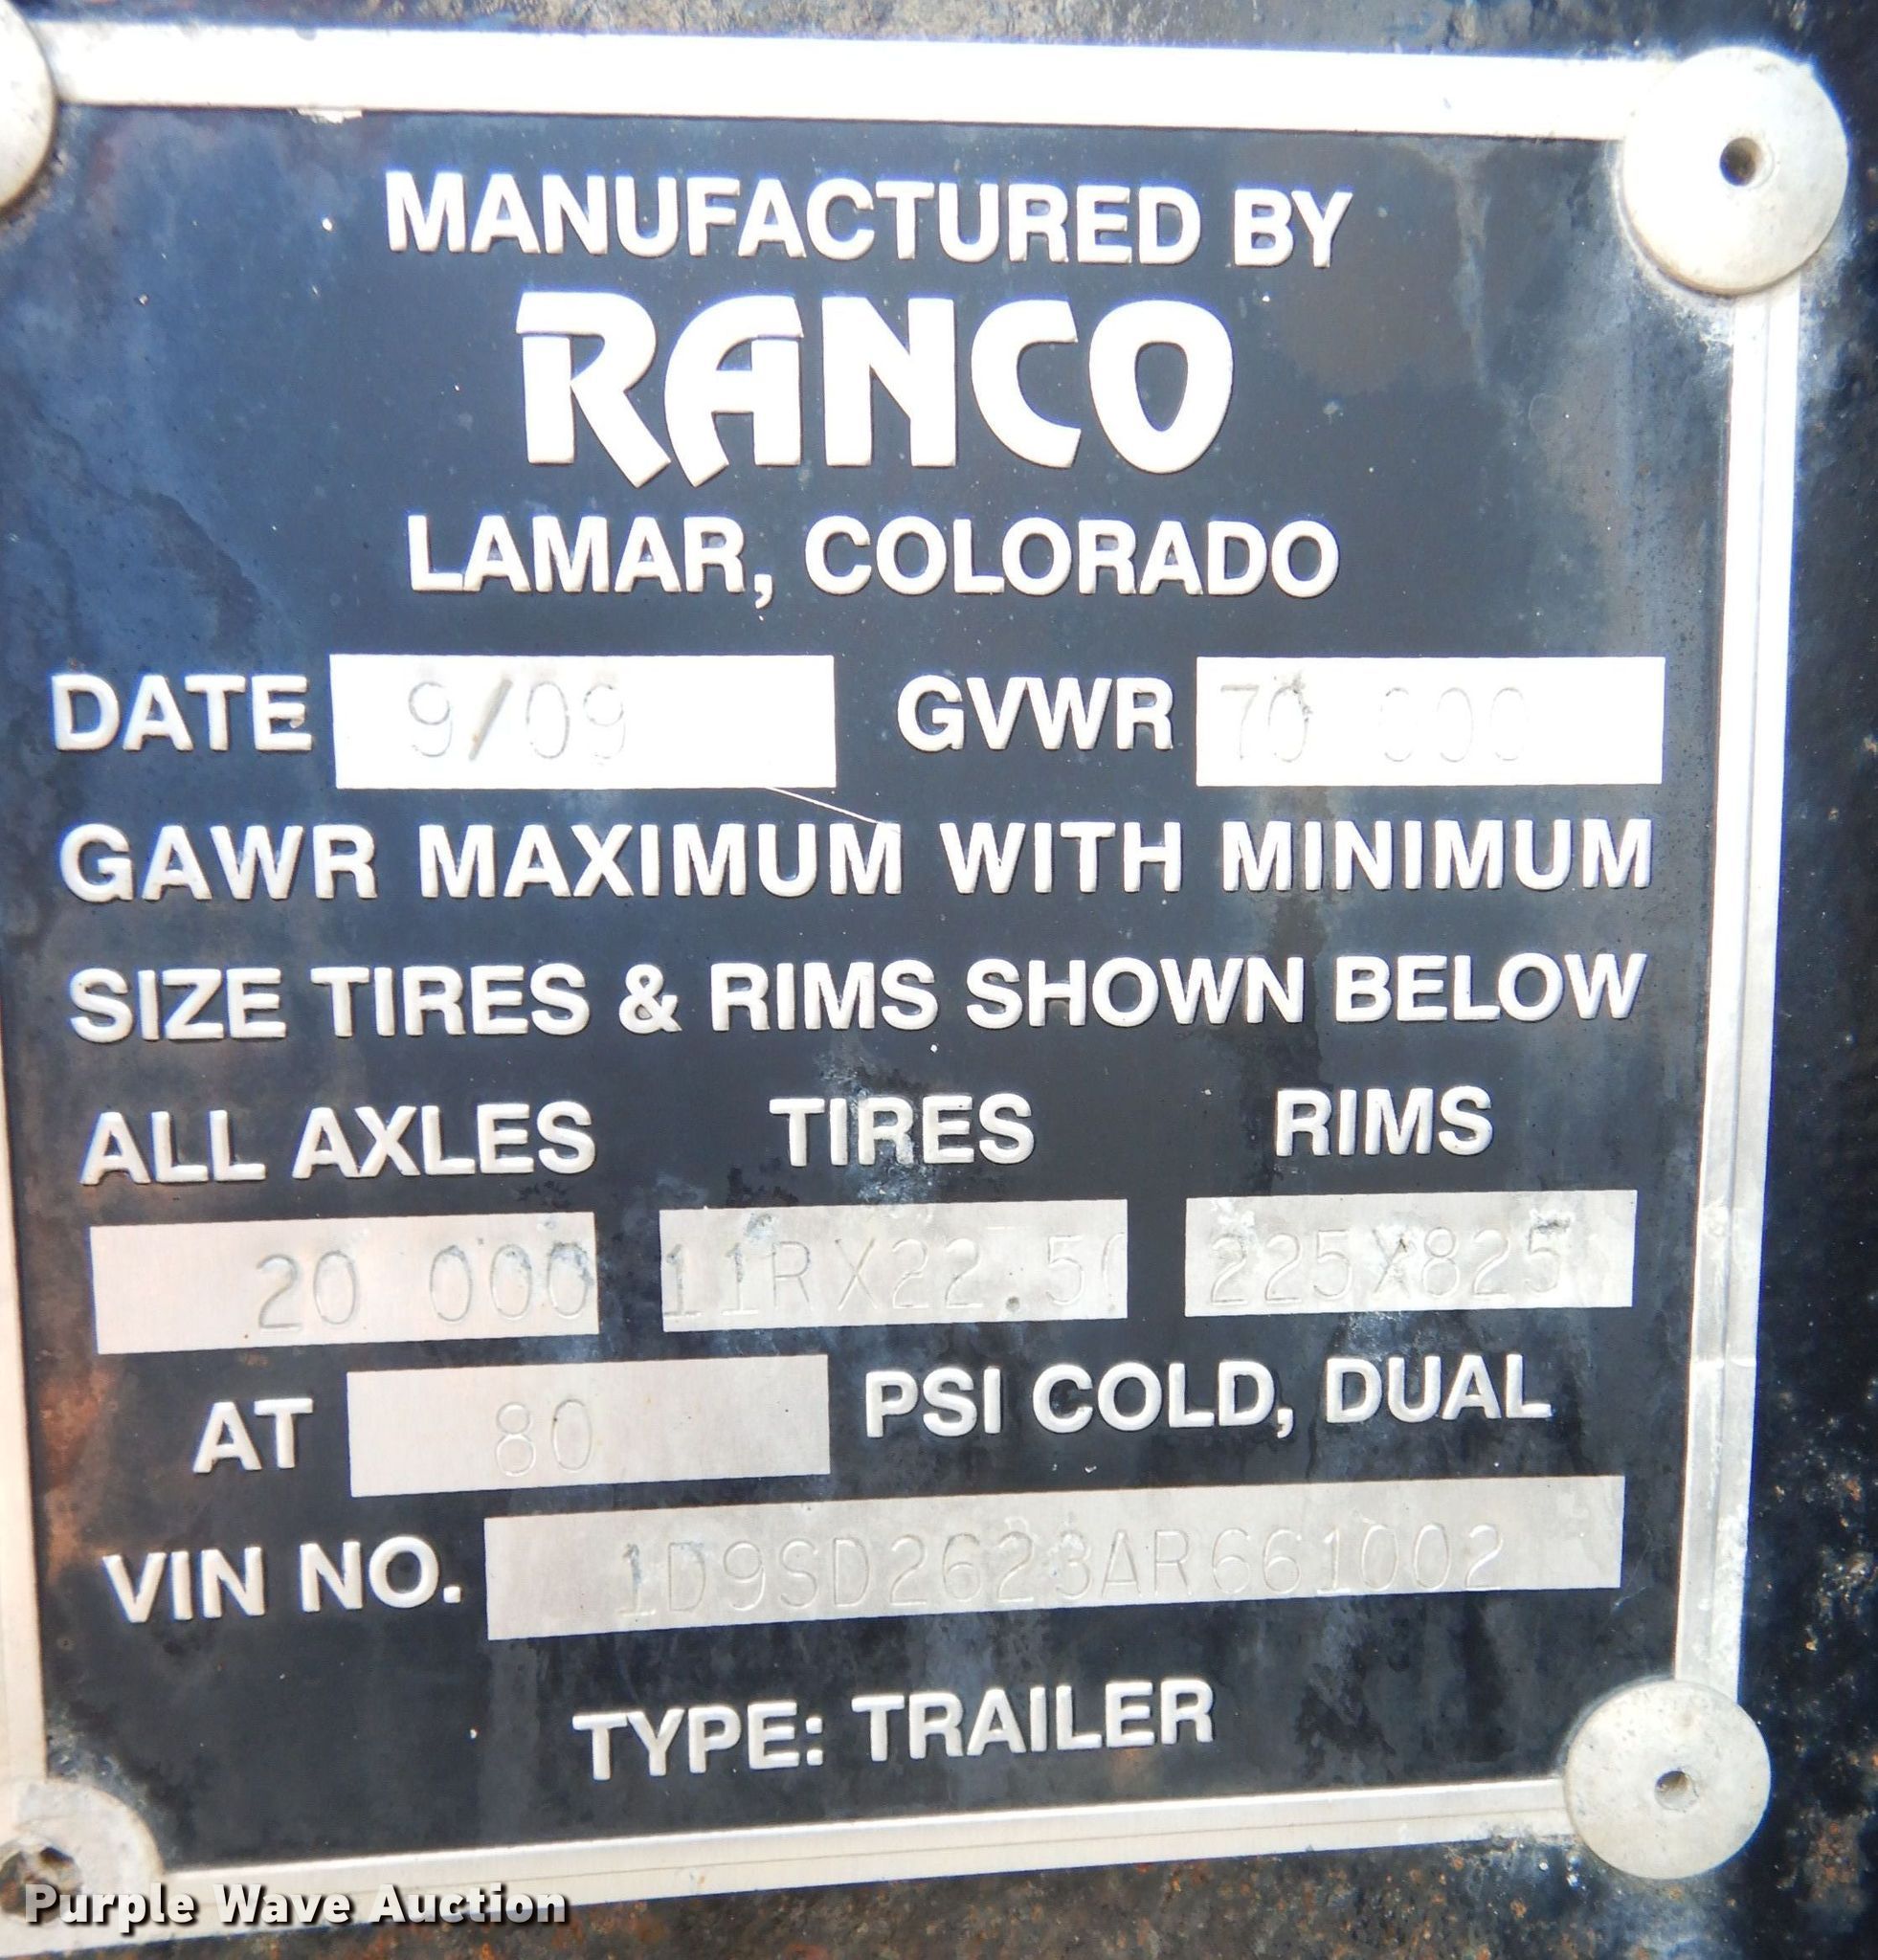 MANUFACTURED BY
RANCO
LAMAR, COLORADO
DATE 9/09 GVWR 70 000
GAWR MAXIMUM WITH MINIMUM
SIZE TIRES & RIMS SHOWN BELOW
ALL AXLES TIRES RIMS
20 000 11RX22.50 225X825
AT 80 PSI COLD, DUAL
VIN NO. 1D9SD2623AR661002
TYPE: TRAILER
Purple Wave Auction